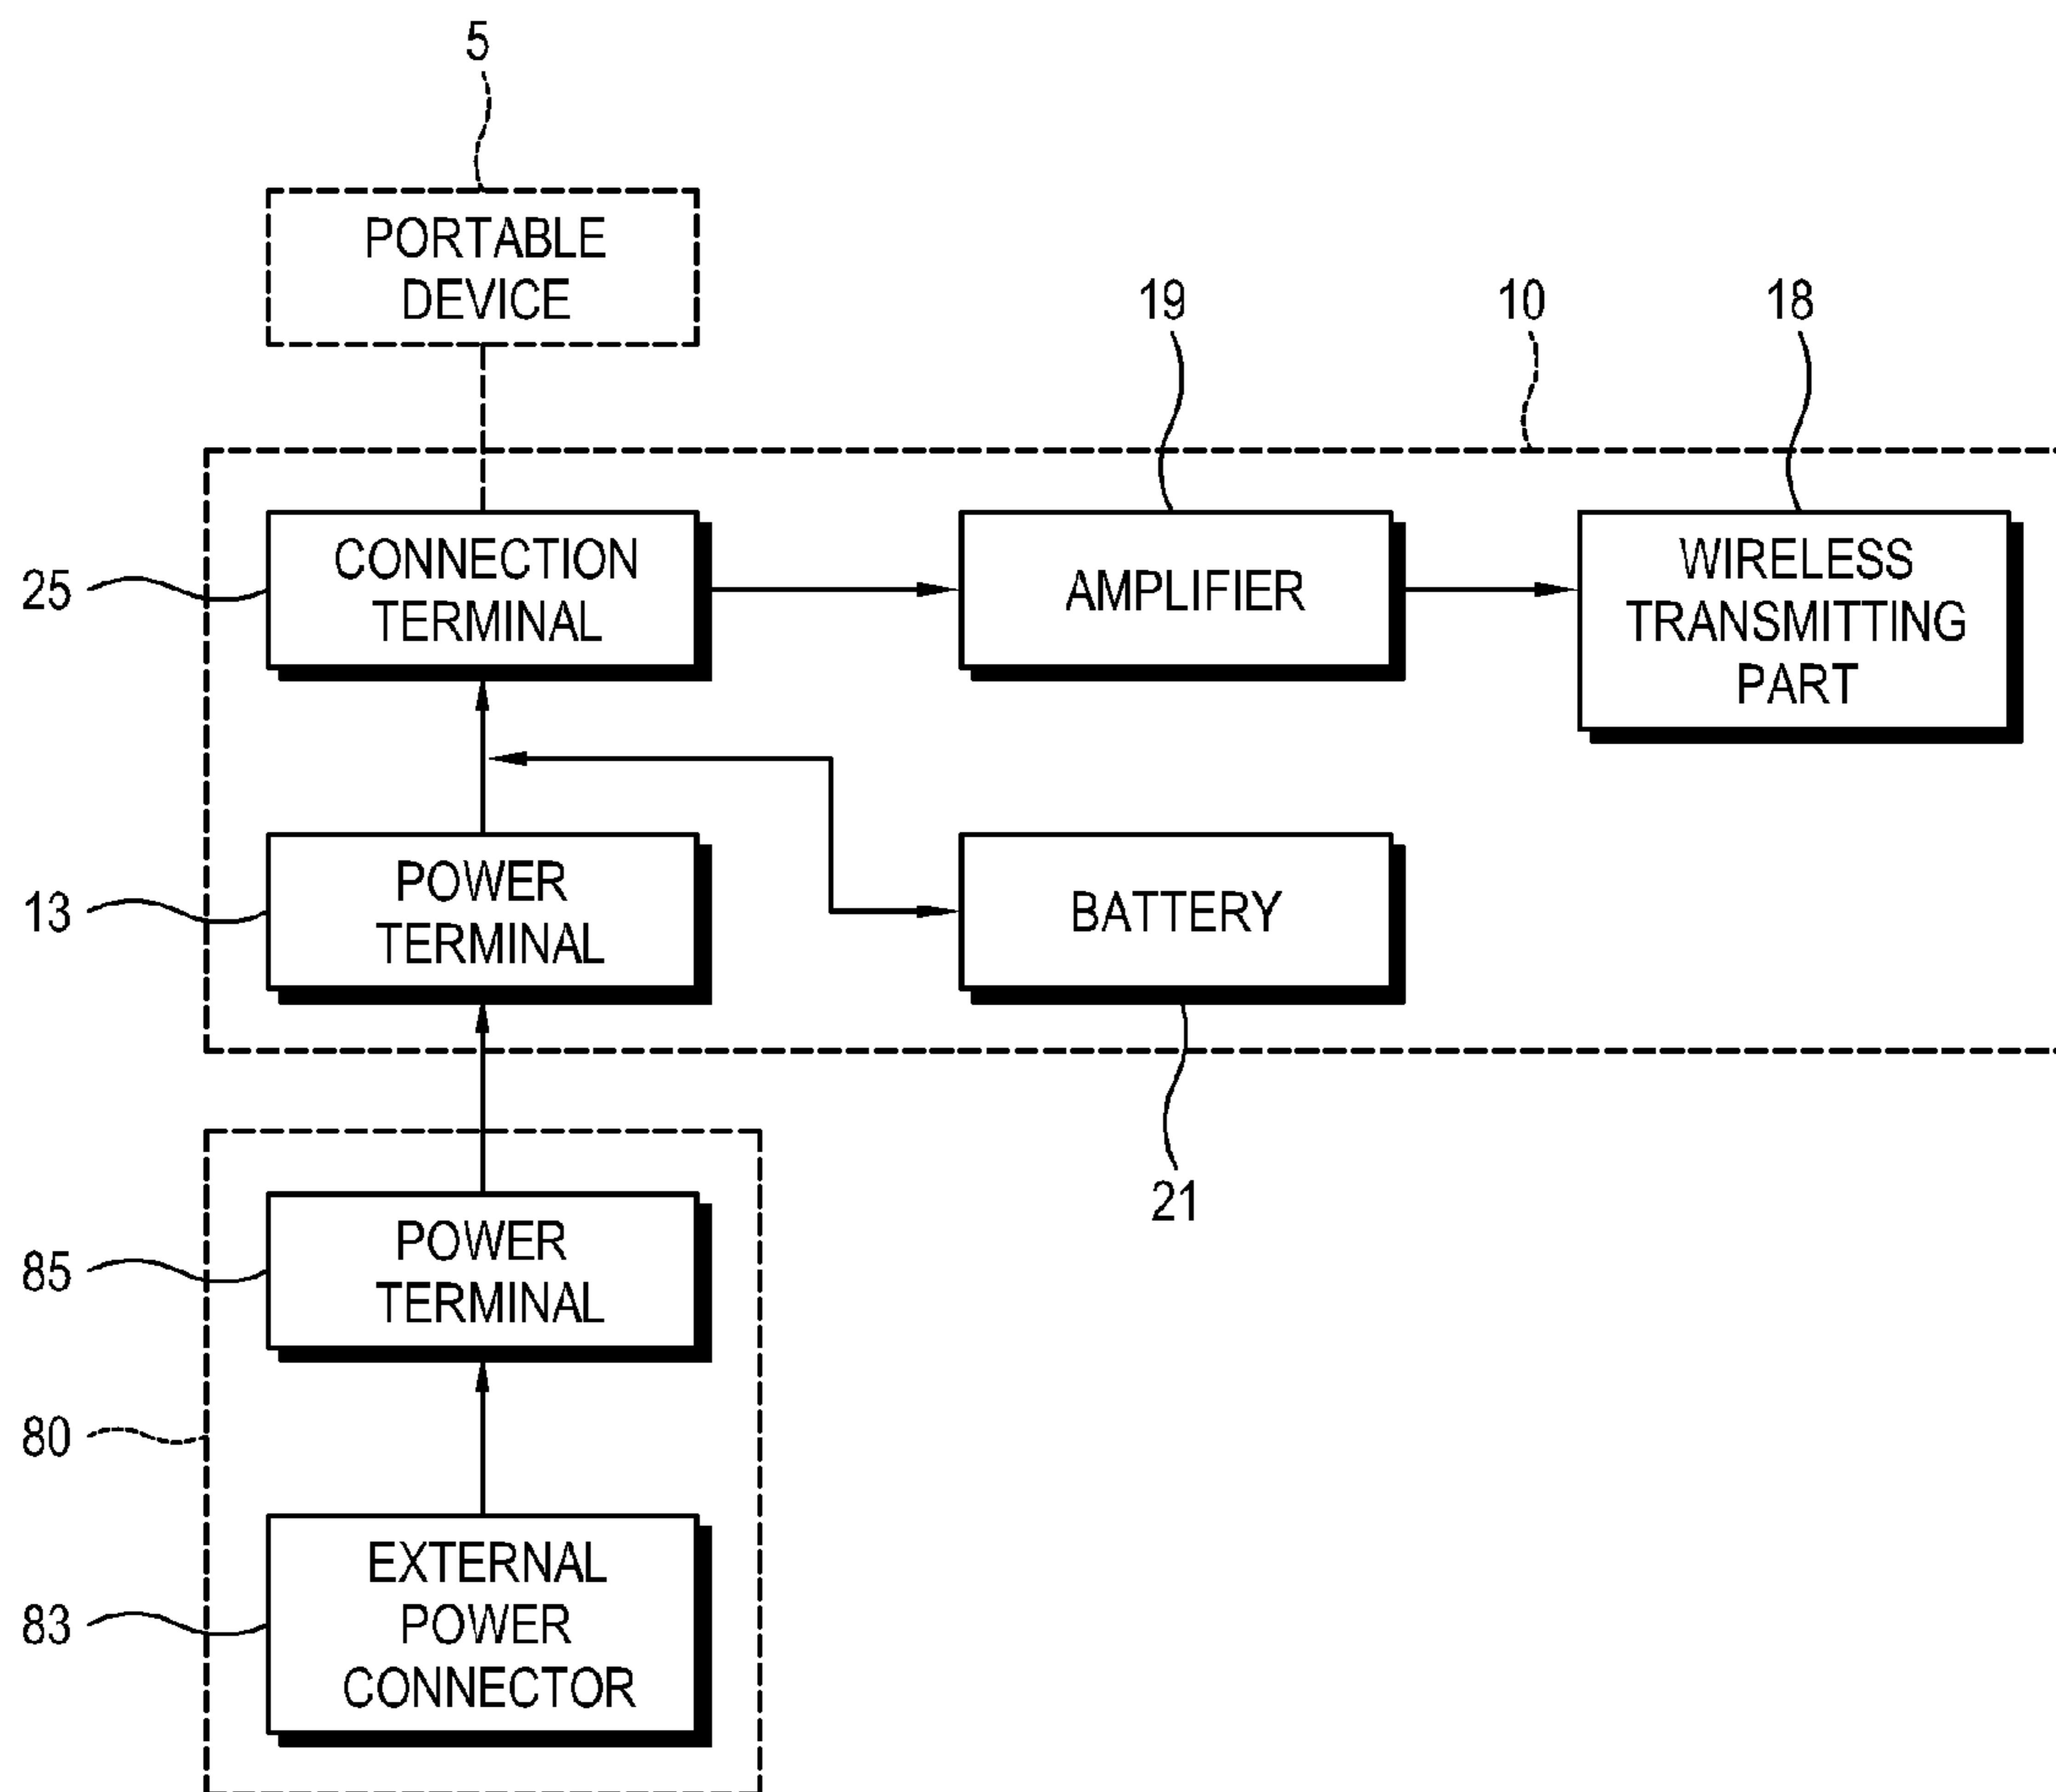 5
PORTABLE
DEVICE
19
10
18
25
CONNECTION
TERMINAL
AMPLIFIER
WIRELESS
TRANSMITTING
PART
13
POWER
TERMINAL
BATTERY
21
85
POWER
TERMINAL
80
83
EXTERNAL
POWER
CONNECTOR